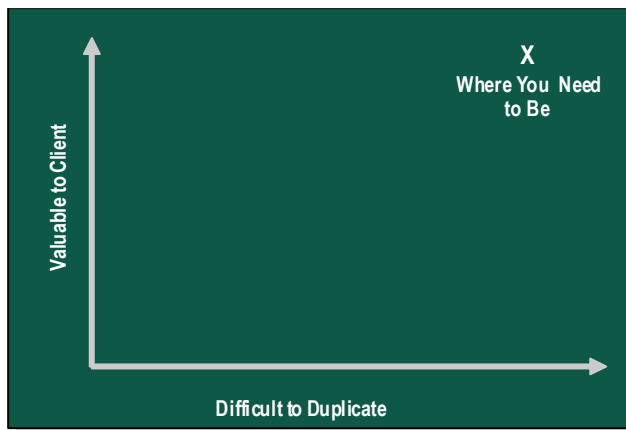 X
Where You Need
to Be
Valuable to Client
Difficult to Duplicate